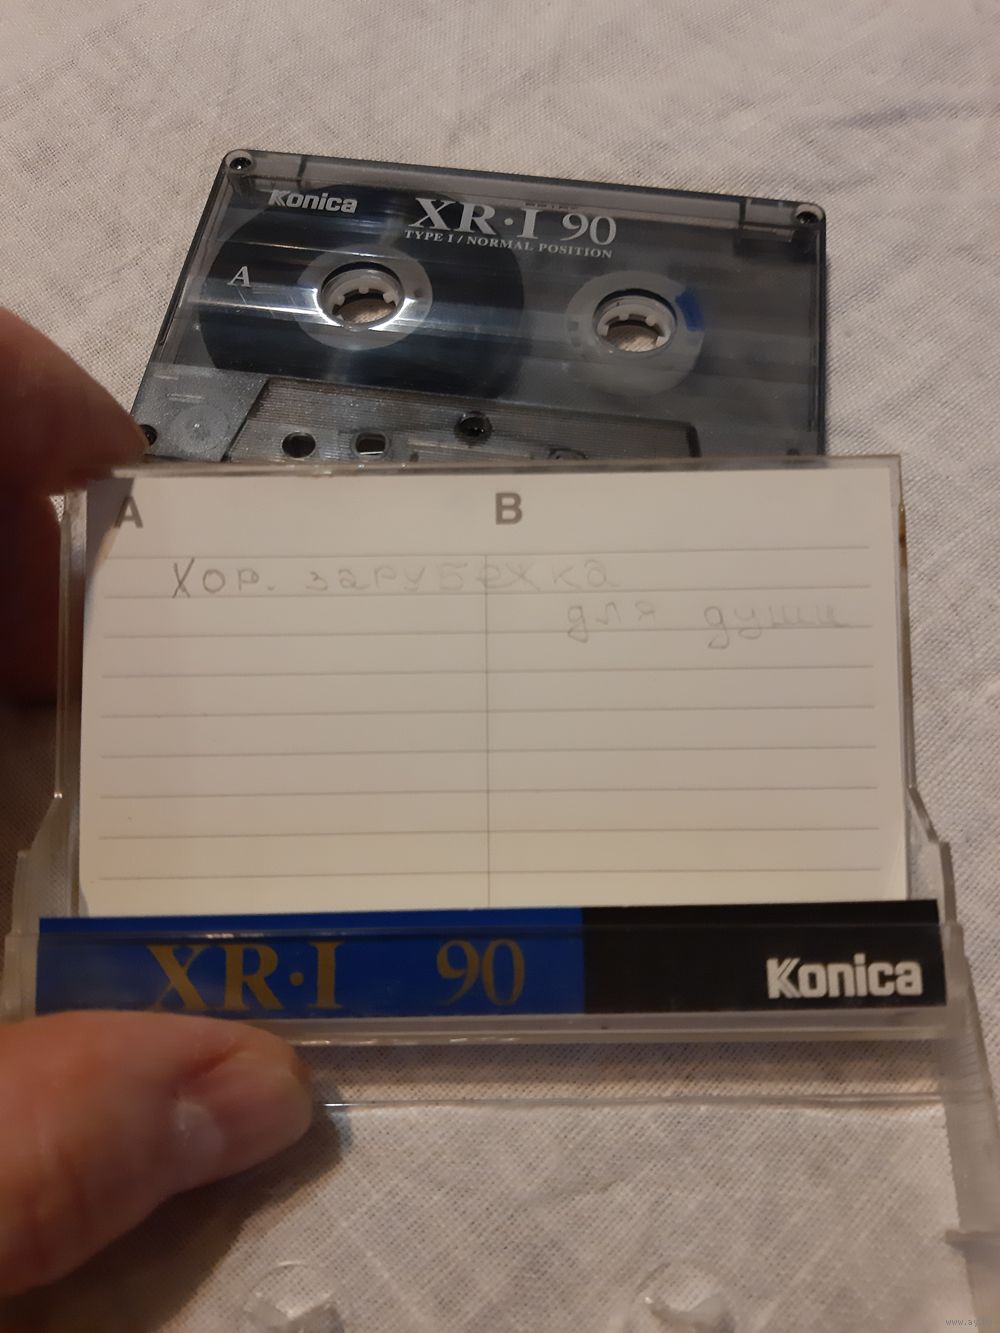 Konica
XR·I 90
TYPE I / NORMAL POSITION
A
A B
Хор. зарубежка
для души
XR·I 90 Konica